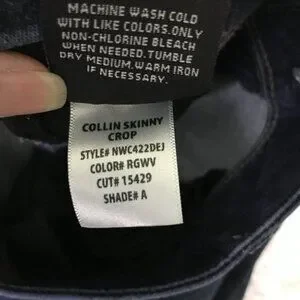 MACHINE WASH COLD
WITH LIKE COLORS.ONLY
NON-CHLORINE BLEACH
WHEN NEEDED.TUMBLE
DRY MEDIUM.WARM IRON
IF NECESSARY.
COLLIN SKINNY
CROP
STYLE# NWC422DEJ
COLOR# RGWV
CUT# 15429
SHADE# A